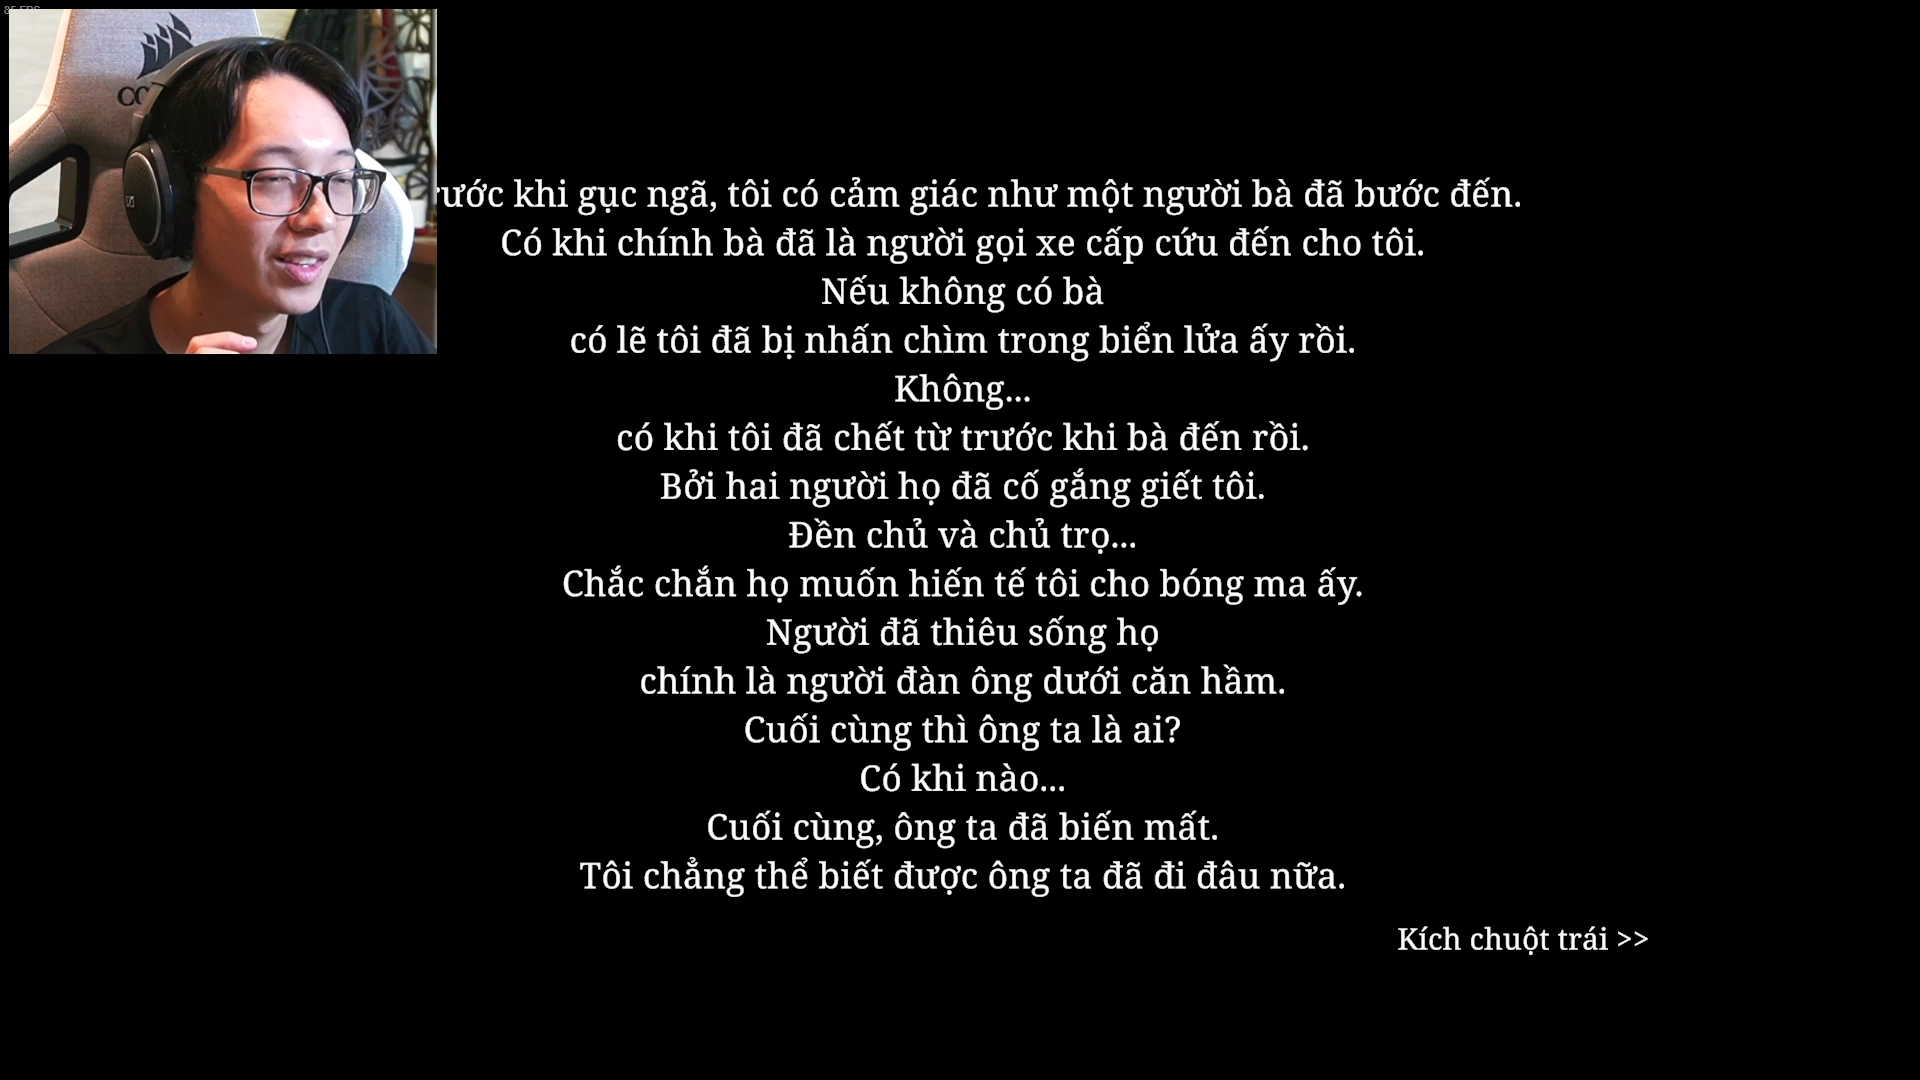 85 FPS
rước khi gục ngã, tôi có cảm giác như một người bà đã bước đến.
Có khi chính bà đã là người gọi xe cấp cứu đến cho tôi.
Nếu không có bà
có lẽ tôi đã bị nhấn chìm trong biển lửa ấy rồi.
Không...
có khi tôi đã chết từ trước khi bà đến rồi.
Bởi hai người họ đã cố gắng giết tôi.
Đền chủ và chủ trọ...
Chắc chắn họ muốn hiến tế tôi cho bóng ma ấy.
Người đã thiêu sống họ
chính là người đàn ông dưới căn hầm.
Cuối cùng thì ông ta là ai?
Có khi nào...
Cuối cùng, ông ta đã biến mất.
Tôi chẳng thể biết được ông ta đã đi đâu nữa.
Kích chuột trái >>